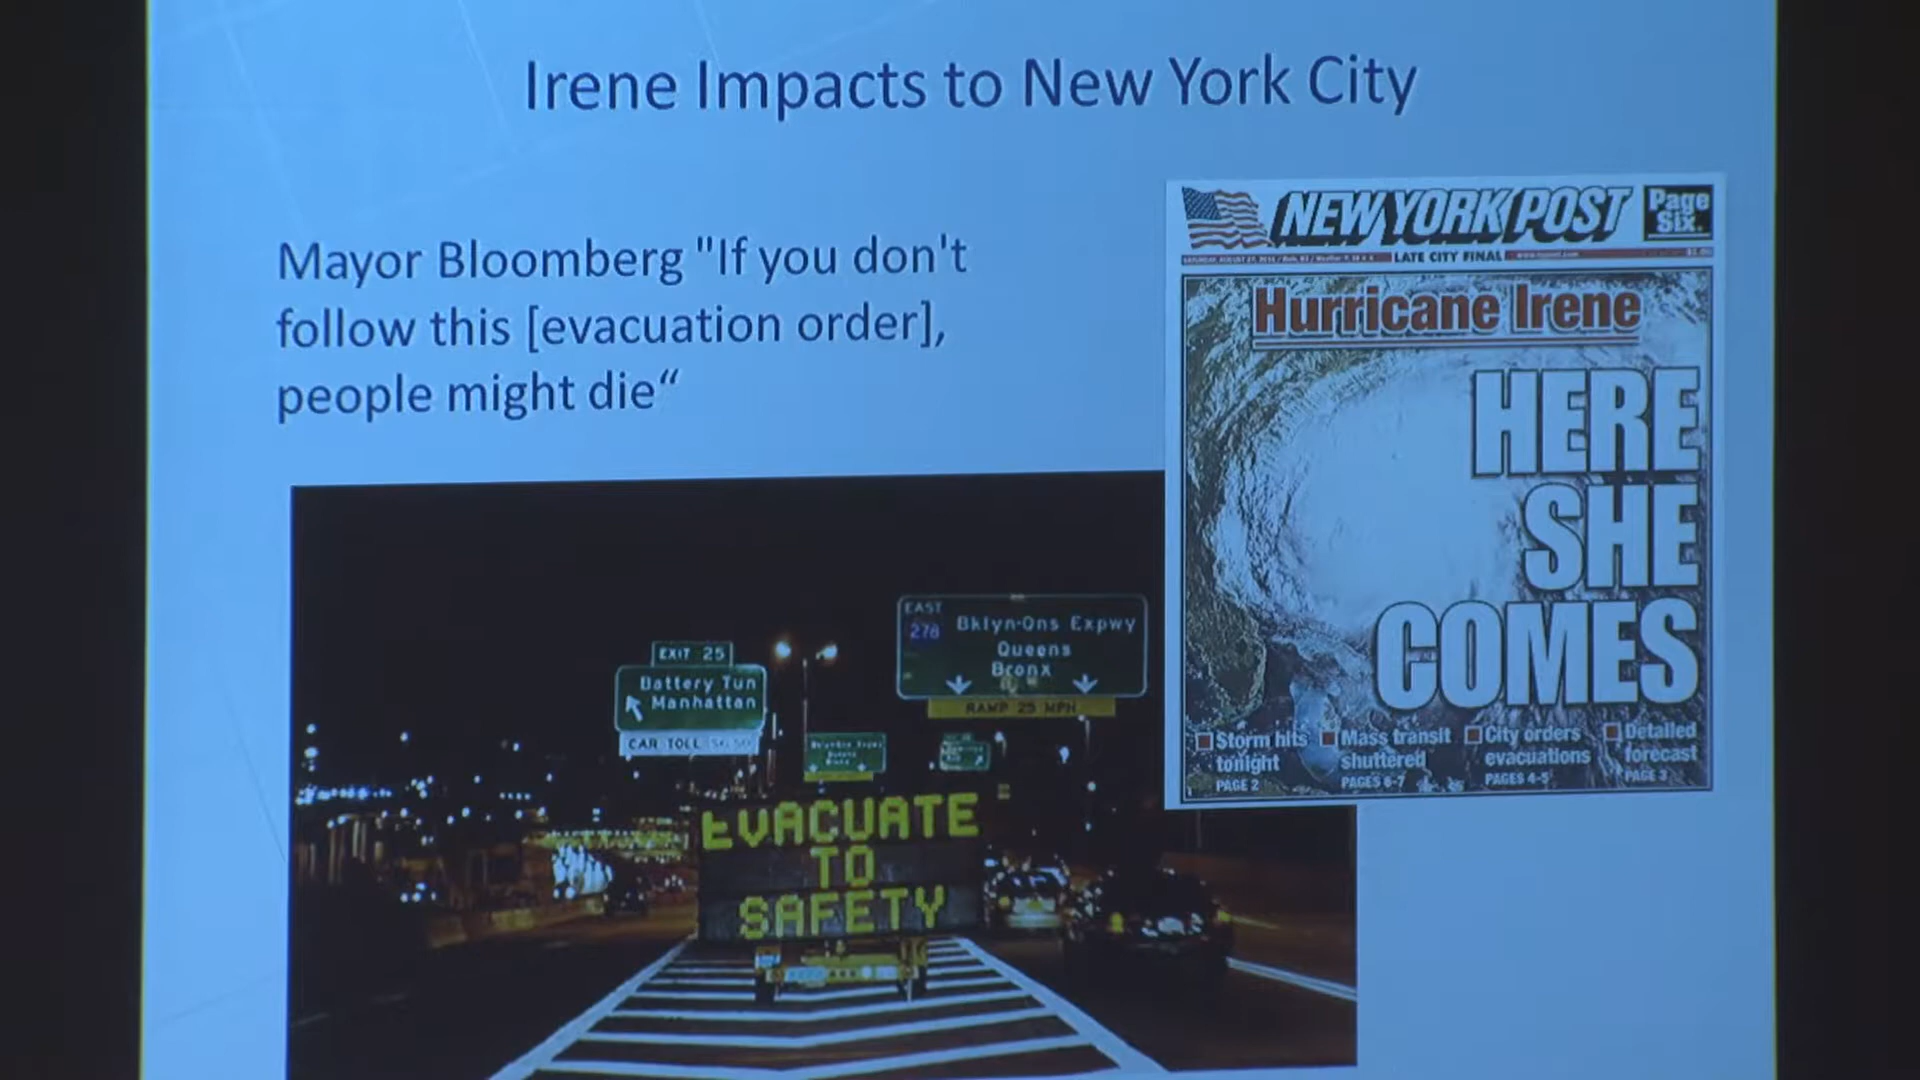 Irene Impacts to New York City
Mayor Bloomberg "If you don't
follow this [evacuation order],
people might die“
NEW YORK POST
Page
Six.
LATE CITY FINAL
Hurricane Irene
HERE
SHE
COMES
Storm hits
tonight
PAGE 2
Mass transit
shuttered
PAGES 6-7
City orders
evacuations
PAGES 4-5
Detailed
forecast
PAGE 3
EXIT 25
Battery Tun
Manhattan
CAR TOLL
EAST
278
Bklyn-Qns Expwy
Queens
Bronx
RAMP 25 MPH
EVACUATE
TO
SAFETY